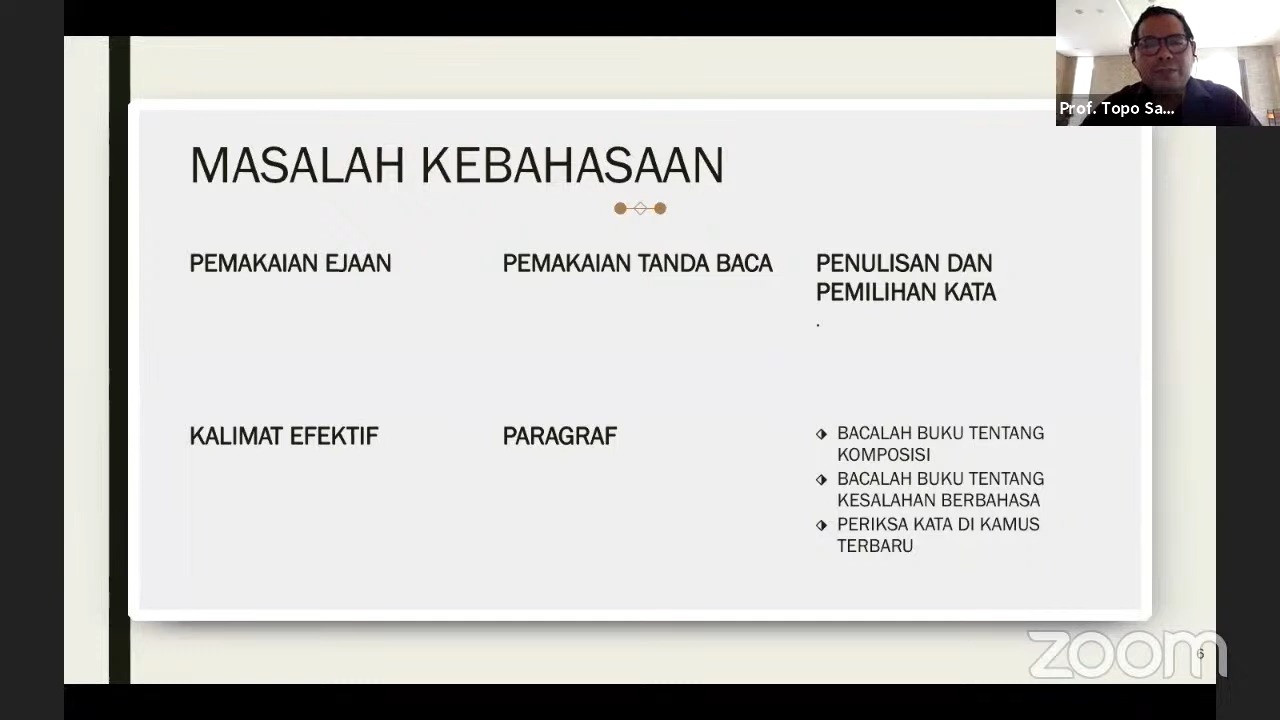 Prof. Topo Sa...
MASALAH KEBAHASAAN
PEMAKAIAN EJAAN
PEMAKAIAN TANDA BACA
PENULISAN DAN
PEMILIHAN KATA
.
KALIMAT EFEKTIF
PARAGRAF
BACALAH BUKU TENTANG
KOMPOSISI
BACALAH BUKU TENTANG
KESALAHAN BERBAHASA
PERIKSA KATA DI KAMUS
TERBARU
zoom
6